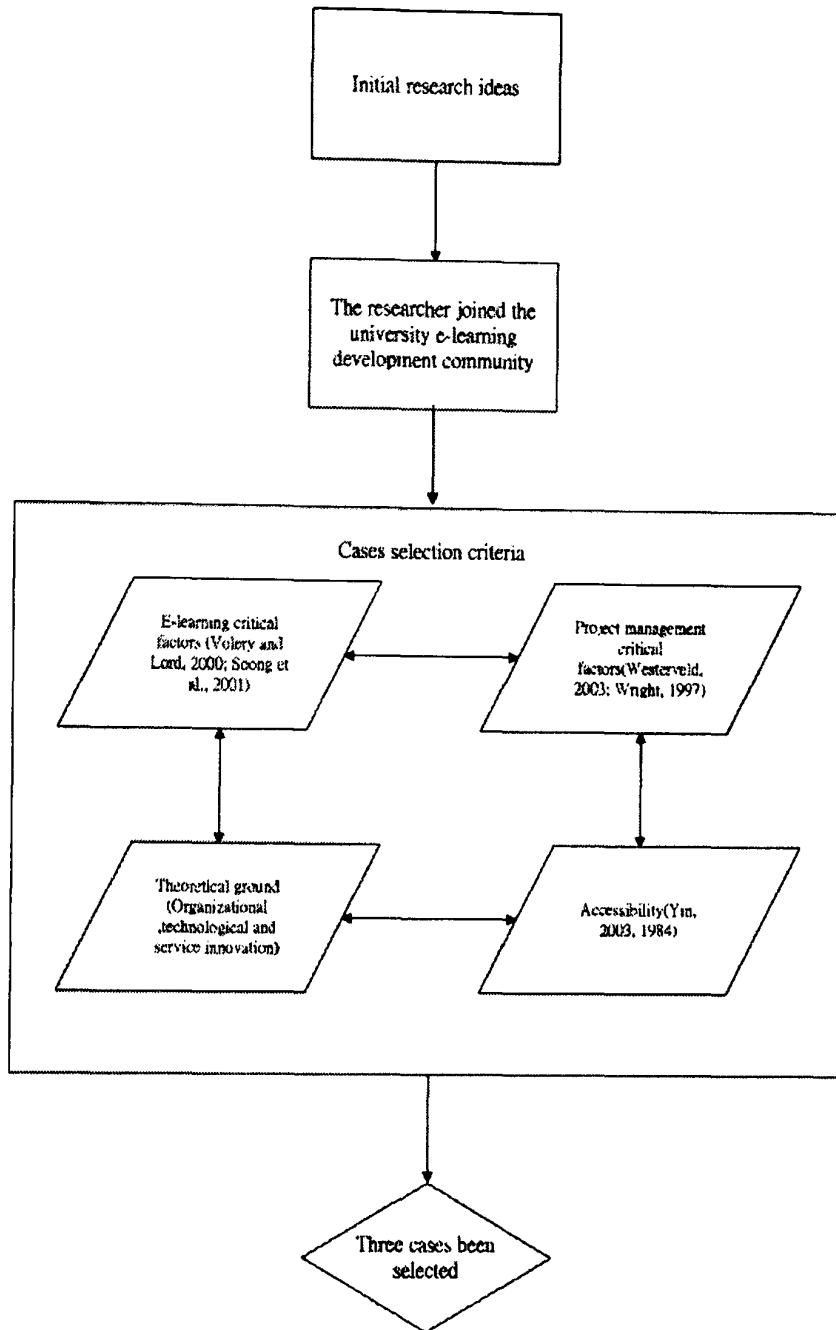 Initial research ideas
The researcher joined the
university e-learning
development community
Cases selection criteria
E-learning critical
factors (Volery and
Lord, 2000; Soong et
al., 2001)
Project management
critical
factors(Westerveld,
2003; Wright, 1997)
Theoretical ground
(Organizational
,technological and
service innovation)
Accessibility(Yin,
2003, 1984)
Three cases been
selected